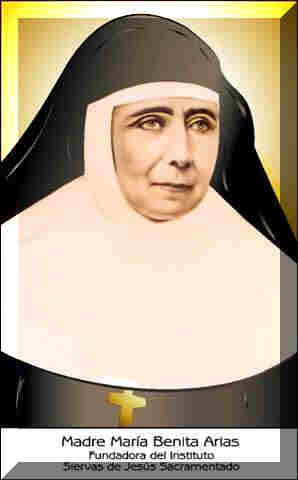 Madre María Benita Arias
Fundadora del Instituto
Siervas de Jesús Sacramentado